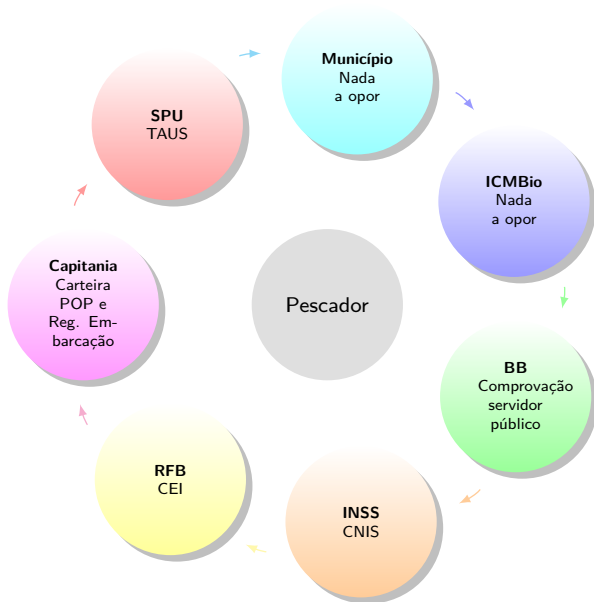 Município
Nada
a opor
SPU
TAUS
ICMBio
Nada
a opor
Capitania
Carteira
POP e
Reg. Em-
barcação
Pescador
BB
Comprovação
servidor
público
RFB
CEI
INSS
CNIS